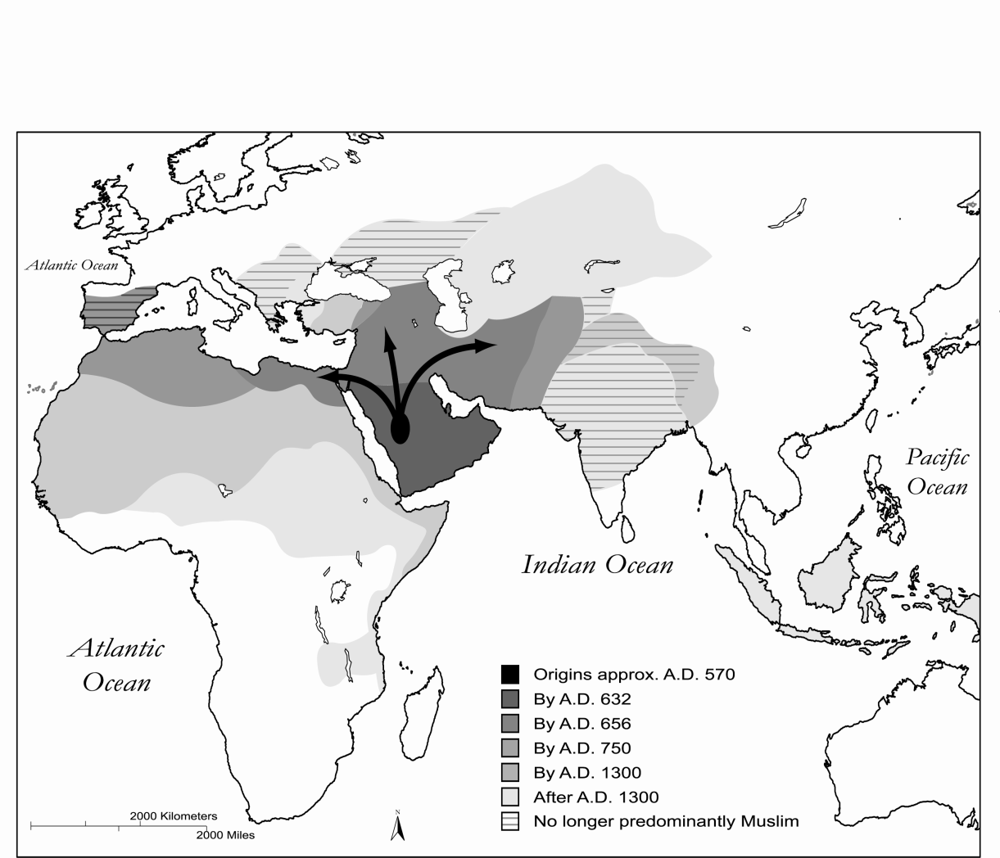 Atlantic Ocean
Pacific
Ocean
Indian Ocean
Atlantic
Ocean
Origins approx. A.D. 570
By A.D. 632
By A.D. 656
By A.D. 750
By A.D. 1300
After A.D. 1300
No longer predominantly Muslim
2000 Kilometers
2000 Miles
N